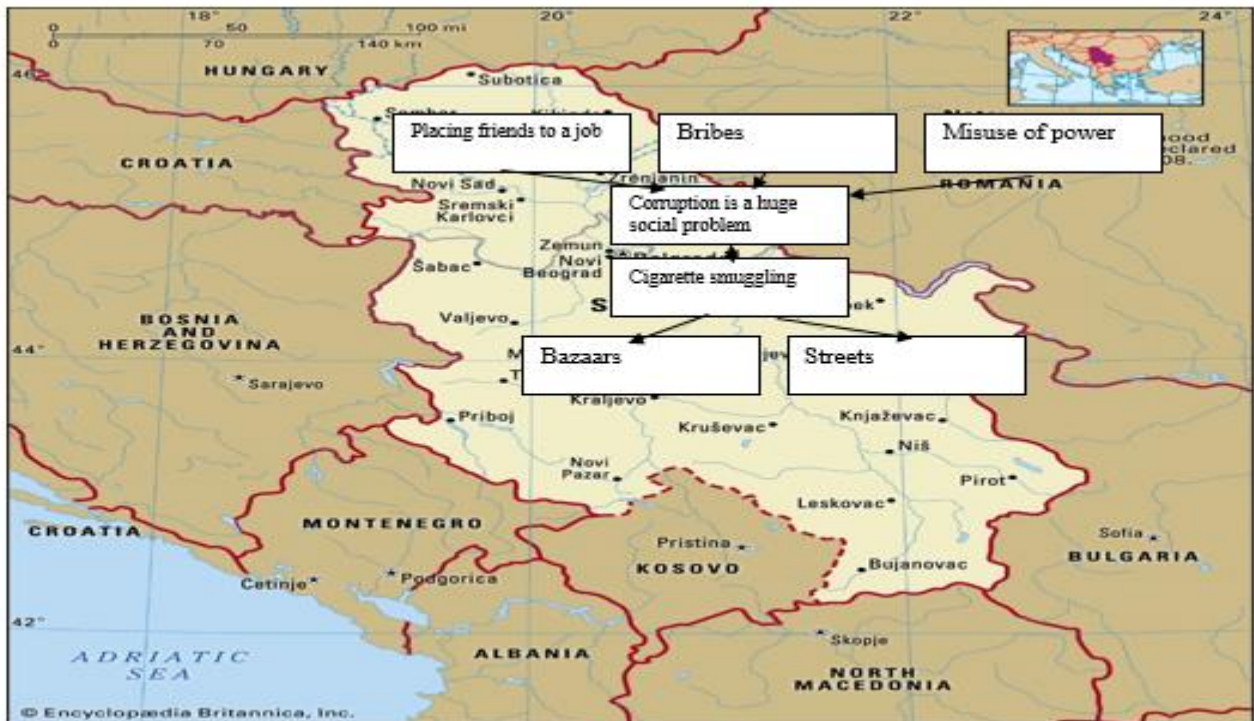 18° 20° 22° 24°
0 50 100 mi
0 70 140 km
HUNGARY
46°
Subotica
Placing friends to a job
Bribes
Misuse of power
CROATIA
08.
Novi Sad
Zrenjanin
ROMANIA
Sremski
Karlovci
Corruption is a huge
social problem
Zemun
Novi
Beograd
Šabac
Cigarette smuggling
BOSNIA
AND
HERZEGOVINA
Valjevo
44°
Bazaars
Streets
Sarajevo
Kraljevo
Priboj
Kruševac
Knjaževac
Niš
Novi
Pazar
Pirot
Leskovac
MONTENEGRO
CROATIA
Pristina
KOSOVO
Sofia
BULGARIA
Cetinje
Podgorica
Bujanovac
42°
Skopje
ADRIATIC
SEA
ALBANIA
NORTH
MACEDONIA
© Encyclopædia Britannica, Inc.